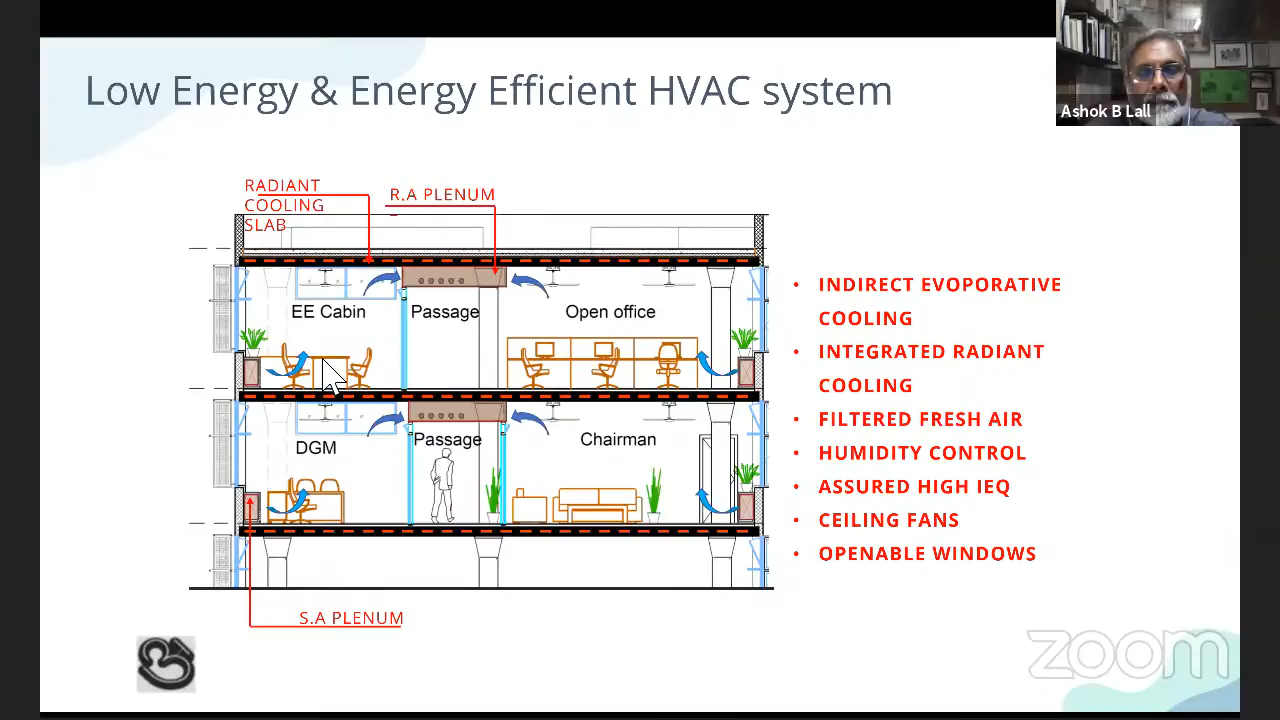 Low Energy & Energy Efficient HVAC system
Ashok B Lall
RADIANT
COOLING
SLAB
R.A PLENUM
EE Cabin
Passage
Open office
DGM
Passage
Chairman
S.A PLENUM
• INDIRECT EVOPORATIVE
COOLING
• INTEGRATED RADIANT
COOLING
• FILTERED FRESH AIR
• HUMIDITY CONTROL
• ASSURED HIGH IEQ
• CEILING FANS
• OPENABLE WINDOWS
zoom